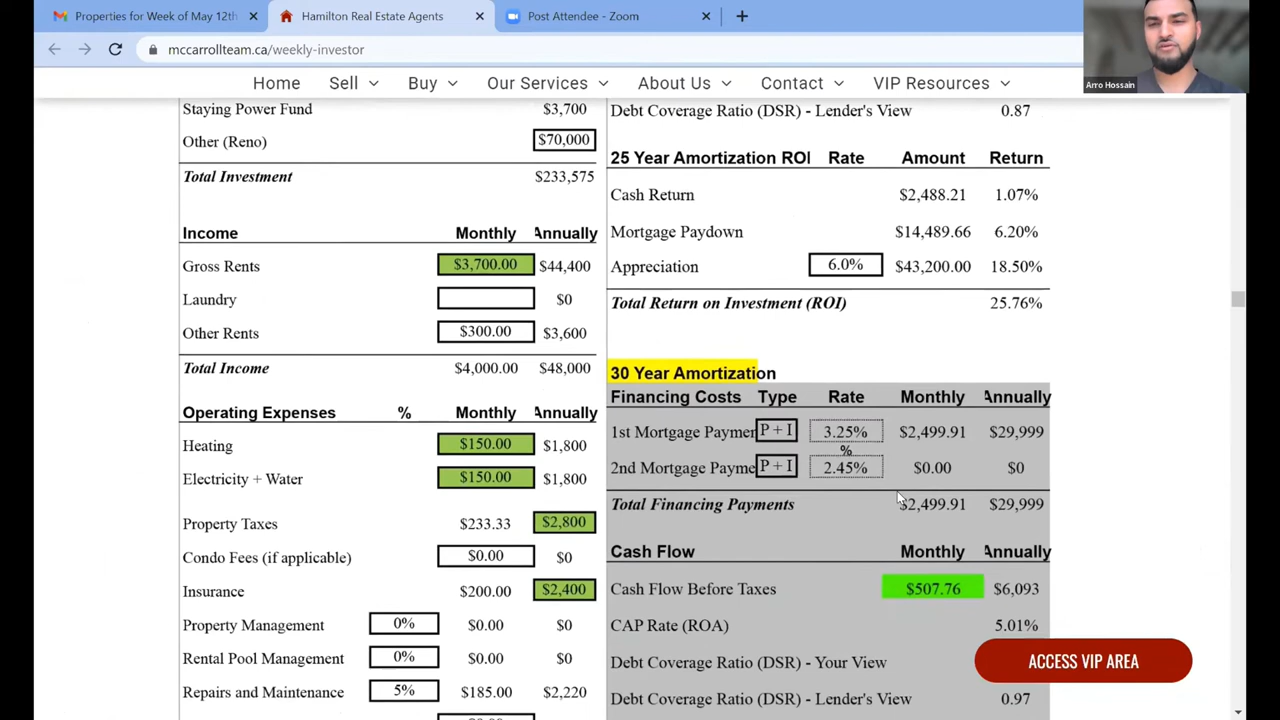 Properties for Week of May 12th
Hamilton Real Estate Agents
Post Attendee - Zoom
mccarrollteam.ca/weekly-investor
Arro Hossain
Home Sell Buy Our Services About Us Contact VIP Resources
Staying Power Fund $3,700
Other (Reno) $70,000
Total Investment $233,575
Income Monthly Annually
Gross Rents $3,700.00 $44,400
Laundry $0
Other Rents $300.00 $3,600
Total Income $4,000.00 $48,000
Operating Expenses % Monthly Annually
Heating $150.00 $1,800
Electricity + Water $150.00 $1,800
Property Taxes $233.33 $2,800
Condo Fees (if applicable) $0.00 $0
Insurance $200.00 $2,400
Property Management 0% $0.00 $0
Rental Pool Management 0% $0.00 $0
Repairs and Maintenance 5% $185.00 $2,220
Debt Coverage Ratio (DSR) - Lender's View 0.87
25 Year Amortization ROI Rate Amount Return
Cash Return $2,488.21 1.07%
Mortgage Paydown $14,489.66 6.20%
Appreciation 6.0% $43,200.00 18.50%
Total Return on Investment (ROI) 25.76%
30 Year Amortization
Financing Costs Type Rate Monthly Annually
1st Mortgage Paymen P + I 3.25% $2,499.91 $29,999
%
2nd Mortgage Payme P + I 2.45% $0.00 $0
Total Financing Payments $2,499.91 $29,999
Cash Flow Monthly Annually
Cash Flow Before Taxes $507.76 $6,093
CAP Rate (ROA) 5.01%
Debt Coverage Ratio (DSR) - Your View
Debt Coverage Ratio (DSR) - Lender's View 0.97
ACCESS VIP AREA